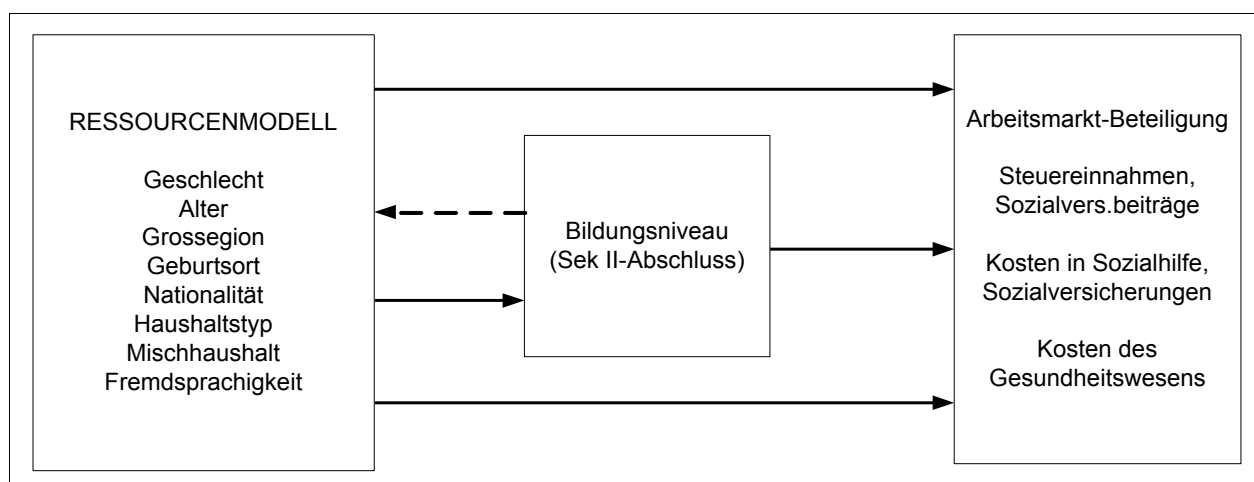 RESSOURCENMODELL
Geschlecht
Alter
Grossegion
Geburtsort
Nationalität
Haushaltstyp
Mischhaushalt
Fremdsprachigkeit
Bildungsniveau
(Sek II-Abschluss)
Arbeitsmarkt-Beteiligung
Steuereinnahmen,
Sozialvers.beiträge
Kosten in Sozialhilfe,
Sozialversicherungen
Kosten des
Gesundheitswesens